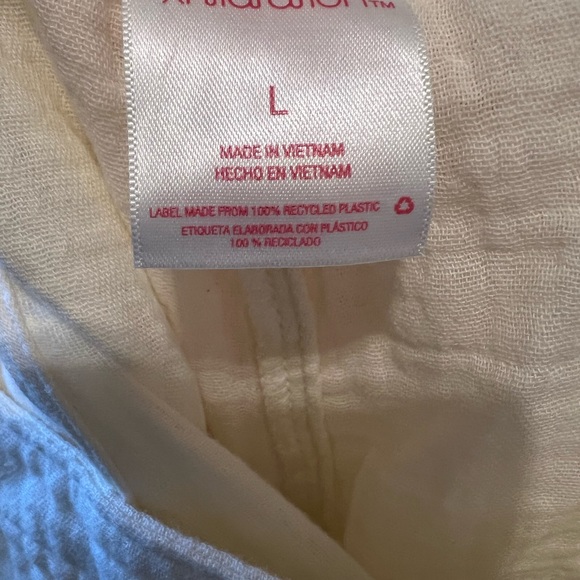 L
MADE IN VIETNAM
HECHO EN VIETNAM
LABEL MADE FROM 100% RECYCLED PLASTIC
ETIQUETA ELABORADA CON PLÁSTICO
100 % RECICLADO